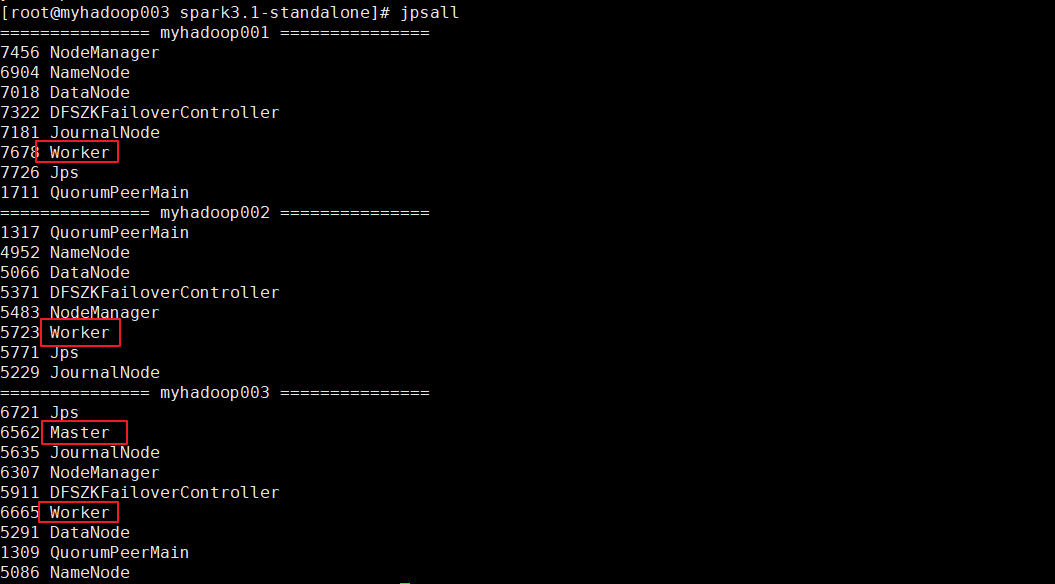 [root@myhadoop003 spark3.1-standalone]# jpsall
=============== myhadoop001 ===============
7456 NodeManager
6904 NameNode
7018 DataNode
7322 DFSZKFailoverController
7181 JournalNode
7678 Worker
7726 Jps
1711 QuorumPeerMain
=============== myhadoop002 ===============
1317 QuorumPeerMain
4952 NameNode
5066 DataNode
5371 DFSZKFailoverController
5483 NodeManager
5723 Worker
5771 Jps
5229 JournalNode
=============== myhadoop003 ===============
6721 Jps
6562 Master
5635 JournalNode
6307 NodeManager
5911 DFSZKFailoverController
6665 Worker
5291 DataNode
1309 QuorumPeerMain
5086 NameNode